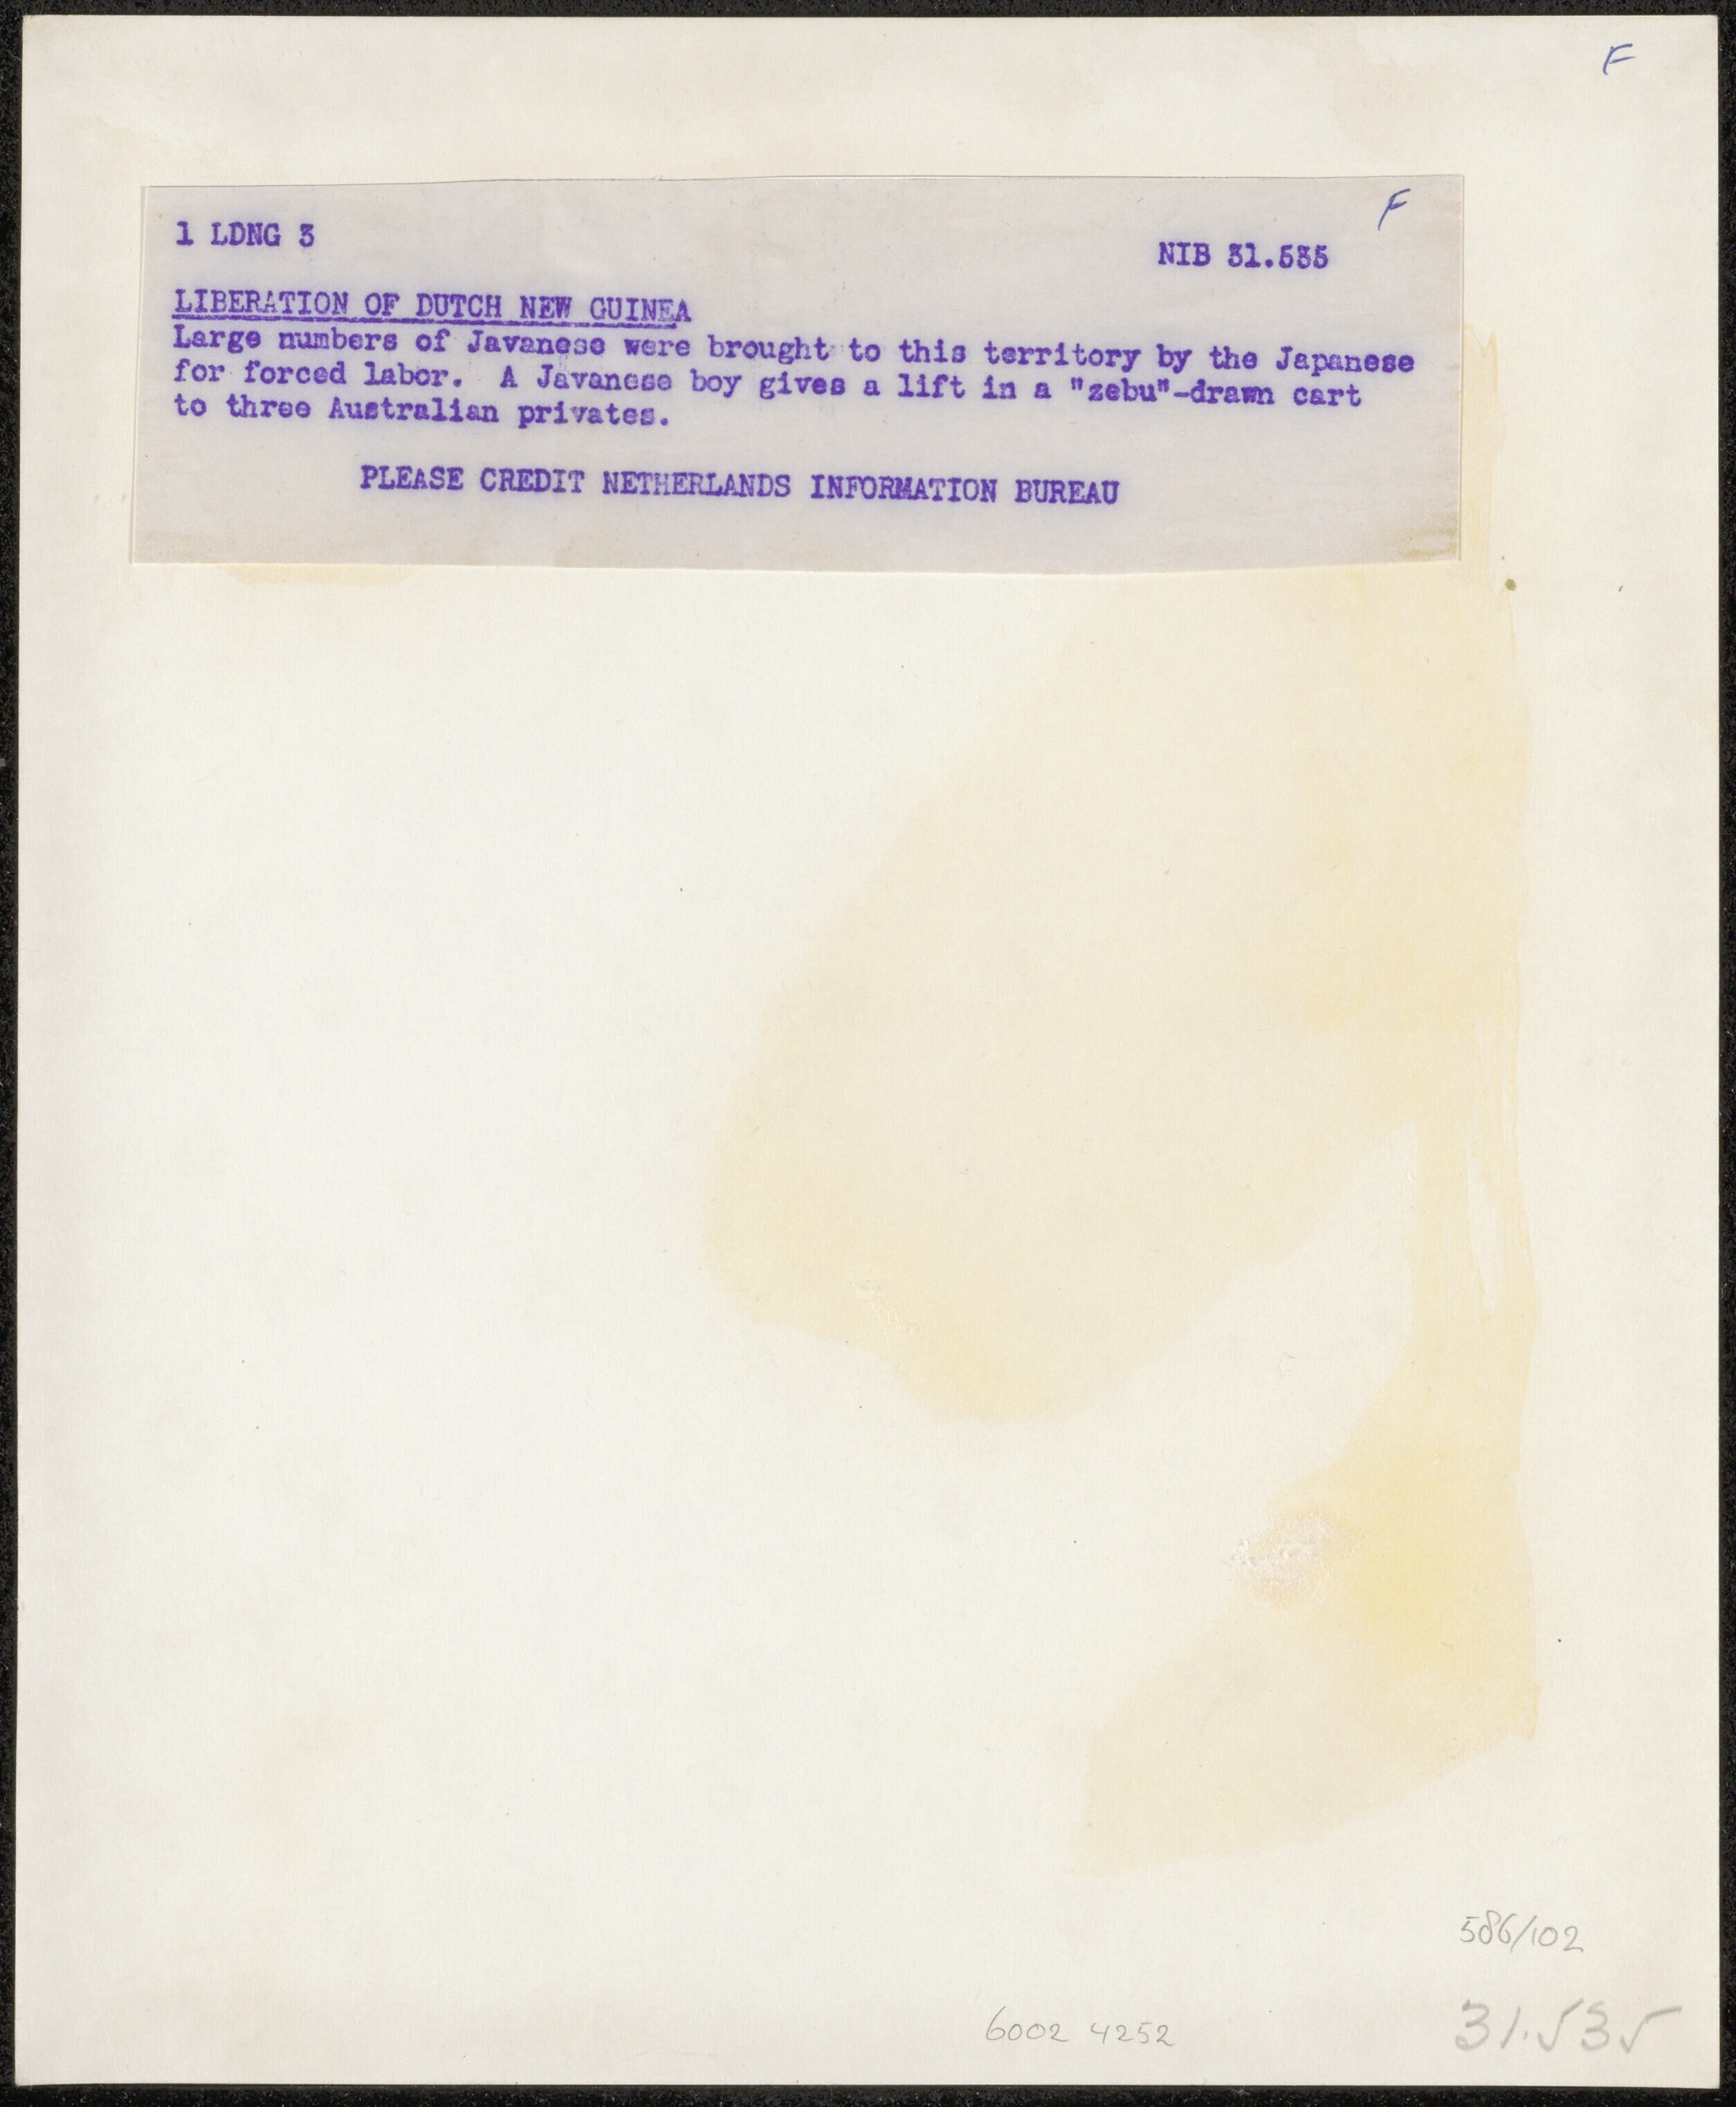 F
F
1 LDNG 3
NIB 31.535
LIBERATION OF DUTCH NEW GUINEA
Large numbers of Javanese were brought to this territory by the Japanese
for forced labor. A Javanese boy gives a lift in a "zebu"-drawn cart
to three Australian privates.
PLEASE CREDIT NETHERLANDS INFORMATION BUREAU
586/102
6002 4252
31.535